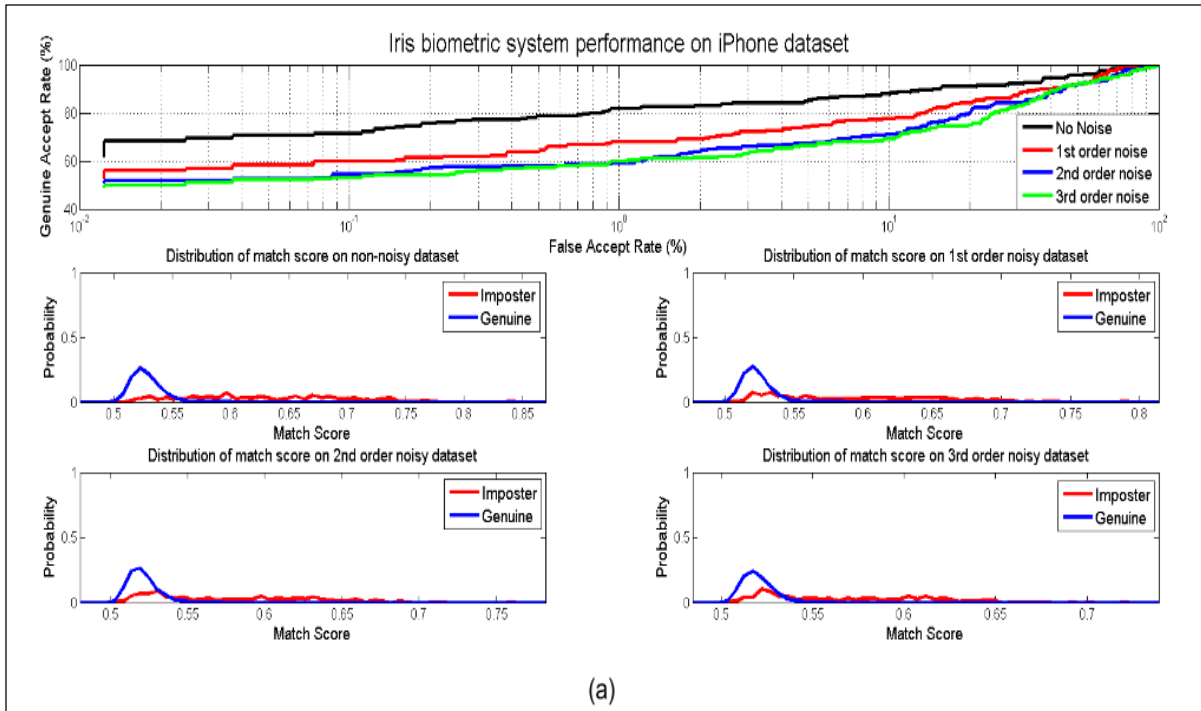 Iris biometric system performance on iPhone dataset
Genuine Accept Rate (%)
100
80
60
40
No Noise
1st order noise
2nd order noise
3rd order noise
10-2
10-1
100
101
102
False Accept Rate (%)
Distribution of match score on non-noisy dataset
Probability
1
0.5
0
Imposter
Genuine
0.5 0.55 0.6 0.65 0.7 0.75 0.8 0.85
Match Score
Distribution of match score on 1st order noisy dataset
Probability
1
0.5
0
Imposter
Genuine
0.5 0.55 0.6 0.65 0.7 0.75 0.8
Match Score
Distribution of match score on 2nd order noisy dataset
Probability
1
0.5
0
Imposter
Genuine
0.5 0.55 0.6 0.65 0.7 0.75
Match Score
Distribution of match score on 3rd order noisy dataset
Probability
1
0.5
0
Imposter
Genuine
0.5 0.55 0.6 0.65 0.7
Match Score
(a)